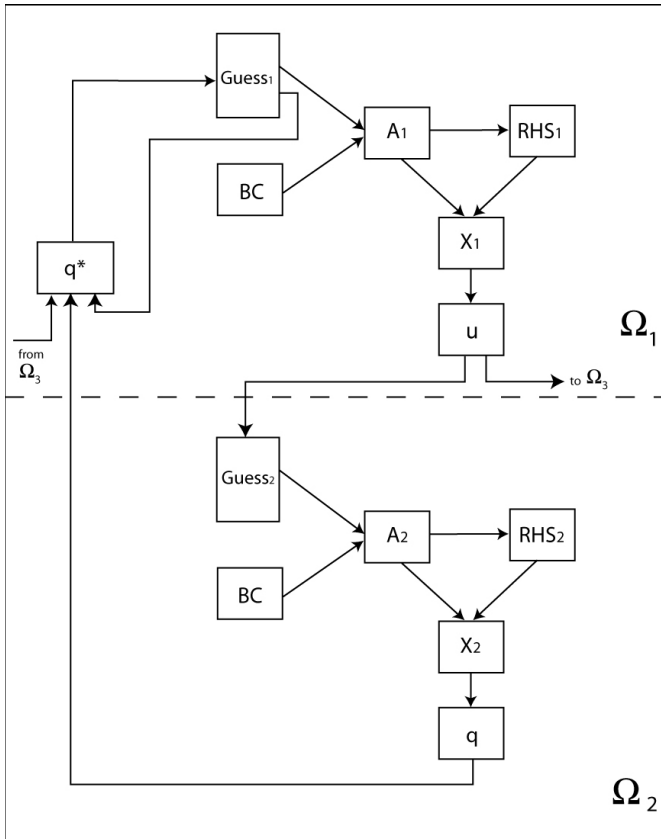 Guess₁
A₁
RHS₁
BC
X₁
q*
u
Ω₁
from
Ω₃
to Ω₃
Guess₂
A₂
RHS₂
BC
X₂
q
Ω₂